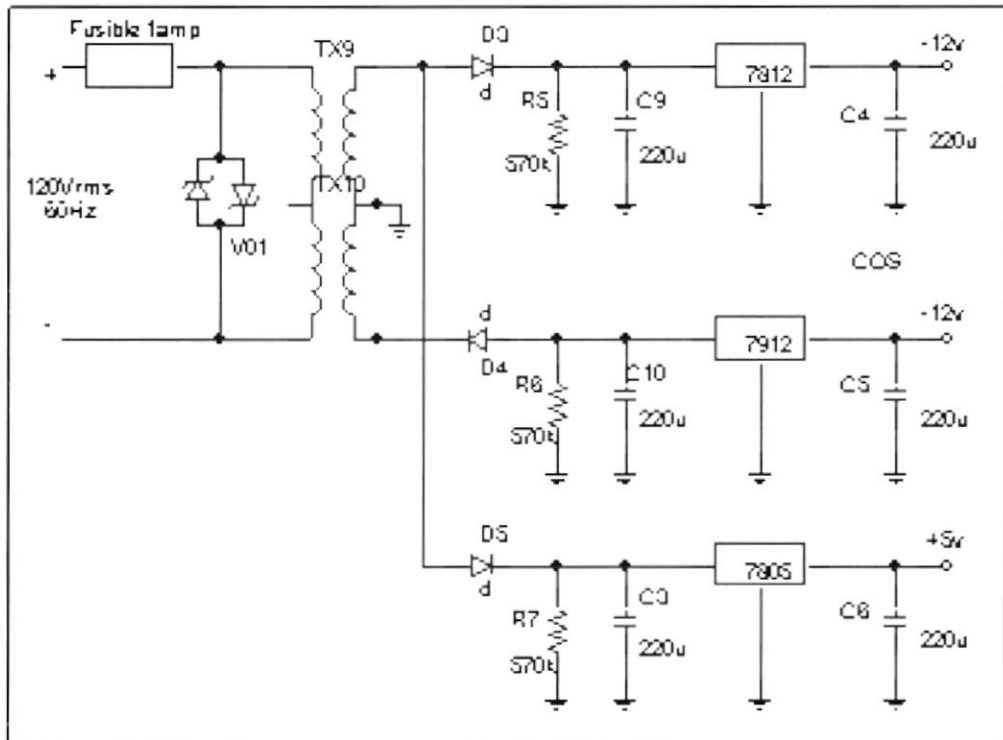 Fusible 1amp
TX9
D3
-12v
+
d
7812
R5
C9
C4
570k
220u
220u
120Vrms
60Hz
TX10
V01
COS
-
d
-12v
D4
7912
R6
C10
C5
570k
220u
220u
D5
+5v
d
7805
R7
C3
C6
570k
220u
220u